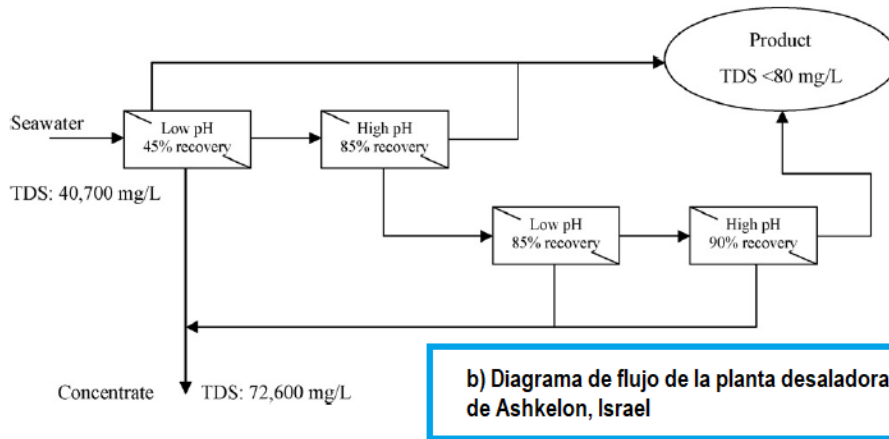 Product
TDS <80 mg/L
Seawater
Low pH
45% recovery
High pH
85% recovery
TDS: 40,700 mg/L
Low pH
85% recovery
High pH
90% recovery
Concentrate
TDS: 72,600 mg/L
b) Diagrama de flujo de la planta desaladora
de Ashkelon, Israel